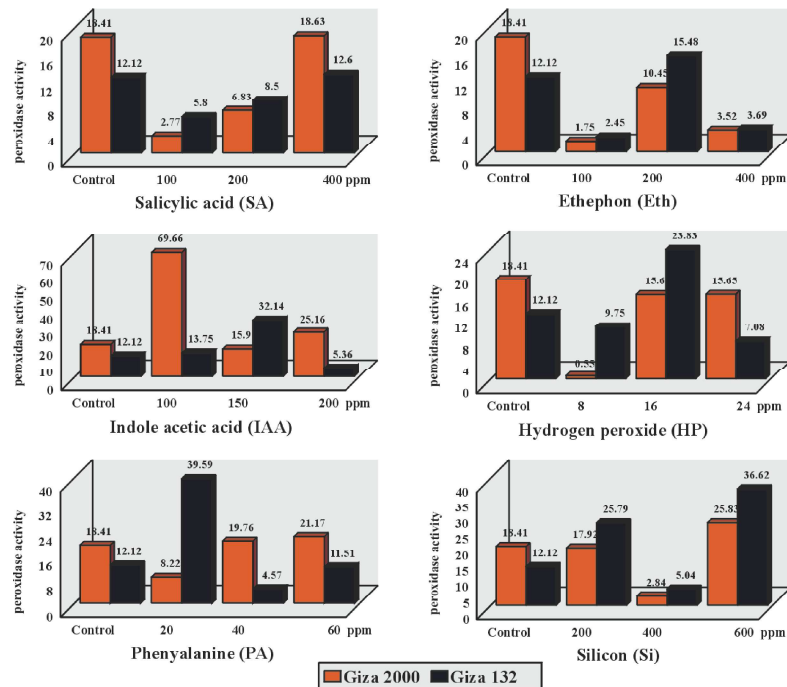 18.41 18.63
12.12 2.77 5.8 6.83 8.5 12.6
peroxidase activity
20
16
12
8
4
0
Control 100 200 400 ppm
Salicylic acid (SA)
18.41 12.12 1.75 2.45 10.45 15.48 3.52 3.69
peroxidase activity
20
16
12
8
4
0
Control 100 200 400 ppm
Ethephon (Eth)
18.41 12.12 69.66 13.75 15.9 32.14 25.16 5.36
peroxidase activity
70
60
50
40
30
20
10
0
Control 100 150 200 ppm
Indole acetic acid (IAA)
18.41 12.12 0.55 9.75 15.6 23.83 15.65 7.08
peroxidase activity
24
20
16
12
8
4
0
Control 8 16 24 ppm
Hydrogen peroxide (HP)
18.41 12.12 8.22 39.59 19.76 4.57 21.17 11.51
peroxidase activity
40
32
24
16
8
0
Control 20 40 60 ppm
Phenyalanine (PA)
18.41 12.12 17.92 25.79 2.84 5.04 25.83 36.62
peroxidase activity
40
35
30
25
20
15
10
5
0
Control 200 400 600 ppm
Silicon (Si)
Giza 2000 Giza 132